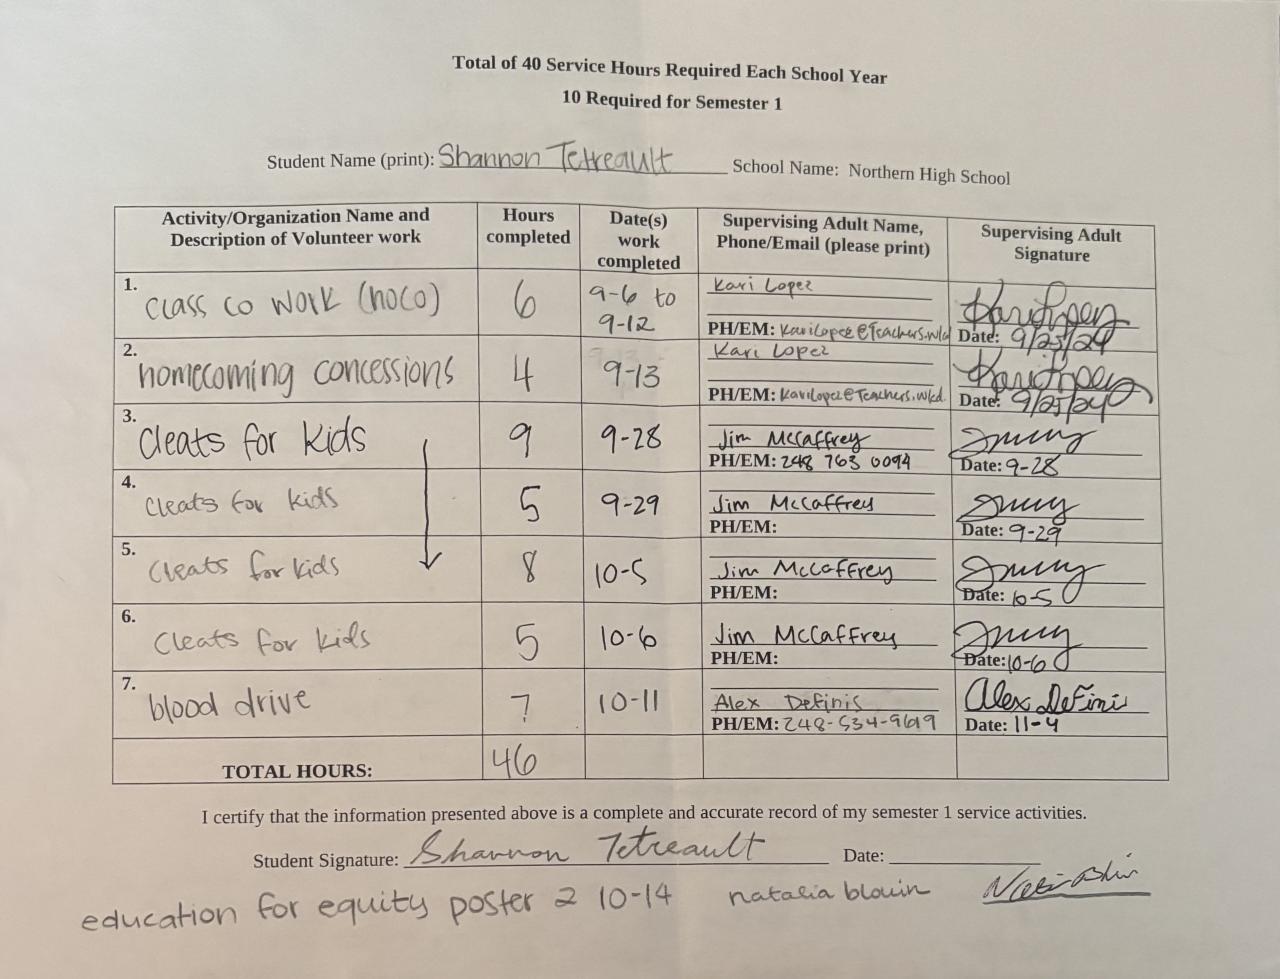 Total of 40 Service Hours Required Each School Year
10 Required for Semester 1
Student Name (print): Shannon Tetreault School Name: Northern High School
Activity/Organization Name and Description of Volunteer work
Hours completed
Date(s) work completed
Supervising Adult Name, Phone/Email (please print)
Supervising Adult Signature
1. Class co work (hoco) 6 9-6 to 9-12 Kari Lopez
PH/EM: Karilopez@Teachers.wkd Date: 9/25/24
2. homecoming concessions 4 9-13 Kari Lopez
PH/EM: Karilopez@Teachers.wkd. Date: 9/25/24
3. Cleats for kids 9 9-28 Jim McCaffrey
PH/EM: 248 763 0094 Date: 9-28
4. Cleats for kids 5 9-29 Jim McCaffrey
PH/EM: Date: 9-29
5. Cleats for kids 8 10-5 Jim McCaffrey
PH/EM: Date: 10-5
6. Cleats for kids 5 10-6 Jim McCaffrey
PH/EM: Date: 10-6
7. blood drive 7 10-11 Alex Definis Alex DeFinis
PH/EM: 248-534-9619 Date: 11-4
TOTAL HOURS: 46
I certify that the information presented above is a complete and accurate record of my semester 1 service activities.
Student Signature: Shannon Tetreault Date:
education for equity poster 2 10-14 natalia blouin